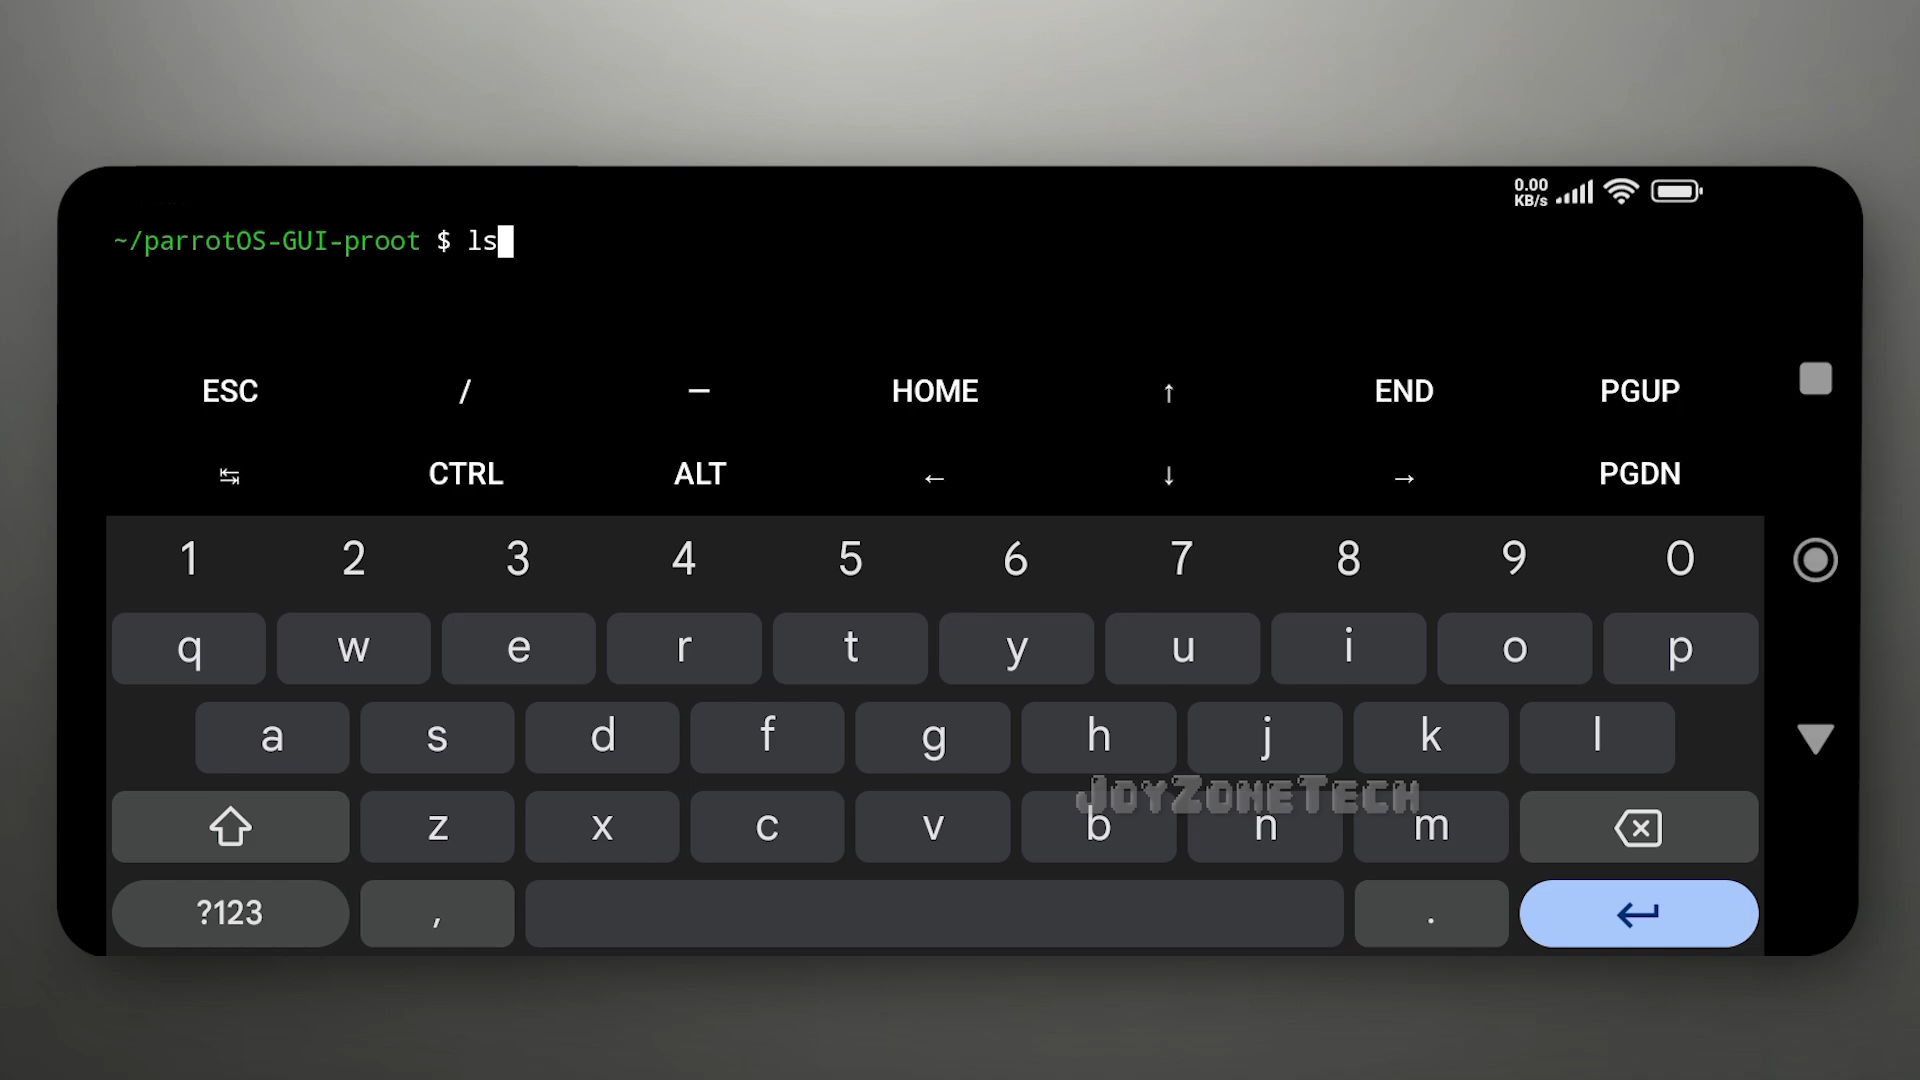 0.00
KB/s
~/parrotOS-GUI-proot $ ls
ESC / — HOME ↑ END PGUP
↹ CTRL ALT ← ↓ → PGDN
1 2 3 4 5 6 7 8 9 0
q w e r t y u i o p
a s d f g h j k l
JOYZONETECH
z x c v b n m
?123 , .